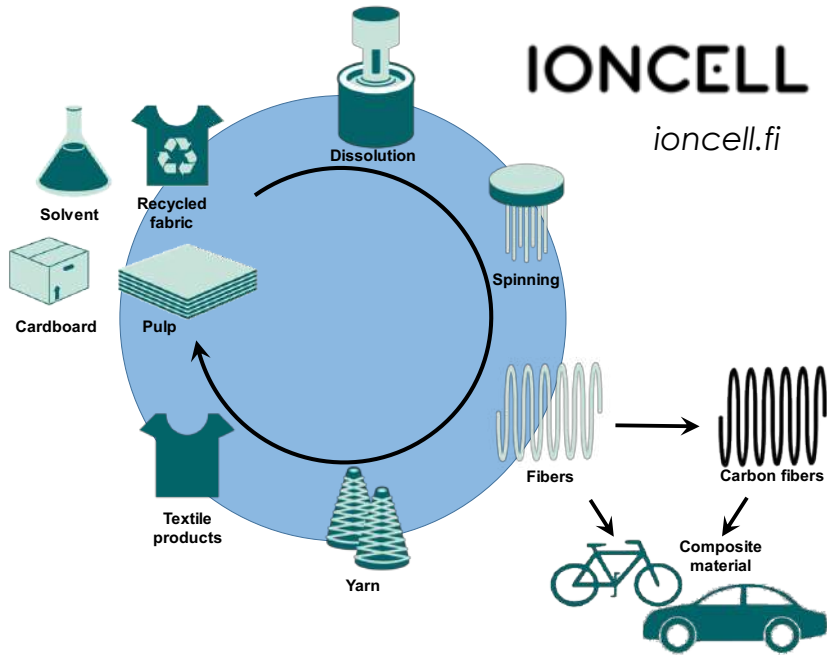 IONCELL
ioncell.fi
Dissolution
Solvent
Recycled
fabric
Spinning
Cardboard
Pulp
Fibers
Carbon fibers
Textile
products
Yarn
Composite
material